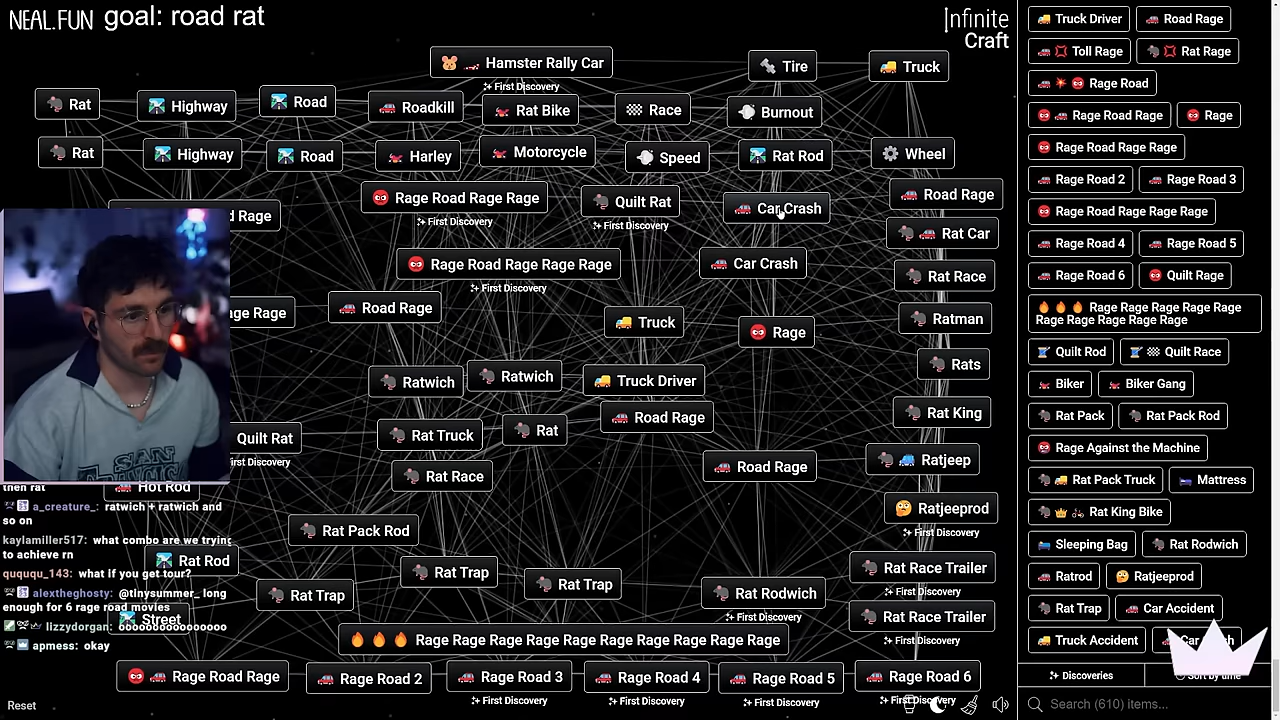 NEAL.FUN goal: road rat
Infinite
Craft
Hamster Rally Car
First Discovery
Tire
Truck
Rat
Highway
Road
Roadkill
Rat Bike
Race
Burnout
Rat
Highway
Road
Harley
Motorcycle
Speed
Rat Rod
Wheel
Rage Road Rage Rage
First Discovery
Quilt Rat
First Discovery
Car Crash
Road Rage
d Rage
Rat Car
Rage Road Rage Rage Rage
First Discovery
Car Crash
Rat Race
ge Rage
Road Rage
Truck
Rage
Ratman
Ratwich
Ratwich
Truck Driver
Rats
Road Rage
Rat King
Quilt Rat
irst Discovery
Rat Truck
Rat
Rat Race
Road Rage
Ratjeep
Hot Rod
Ratjeeprod
First Discovery
Rat Pack Rod
Rat Rod
Rat Trap
Rat Trap
Rat Race Trailer
First Discovery
Rat Trap
Rat Rodwich
First Discovery
Rat Race Trailer
First Discovery
Street
Rage Rage Rage Rage Rage Rage Rage Rage Rage Rage
Rage Road Rage
Rage Road 2
Rage Road 3
First Discovery
Rage Road 4
First Discovery
Rage Road 5
First Discovery
Rage Road 6
First Discovery
Reset
then rat
a_creature_: ratwich + ratwich and
so on
kaylamiller517: what combo are we trying
to achieve rn
quququ_143: what if you get tour?
alextheghosty: @tinysummer_ long
enough for 6 rage road movies
lizzydorgan: oooooooooooooooo
apmess: okay
Truck Driver
Road Rage
Toll Rage
Rat Rage
Rage Road
Rage Road Rage
Rage
Rage Road Rage Rage
Rage Road 2
Rage Road 3
Rage Road Rage Rage Rage
Rage Road 4
Rage Road 5
Rage Road 6
Quilt Rage
Rage Rage Rage Rage Rage
Rage Rage Rage Rage Rage
Quilt Rod
Quilt Race
Biker
Biker Gang
Rat Pack
Rat Pack Rod
Rage Against the Machine
Rat Pack Truck
Mattress
Rat King Bike
Sleeping Bag
Rat Rodwich
Ratrod
Ratjeeprod
Rat Trap
Car Accident
Truck Accident
Discoveries
Sort by time
Search (610) items...